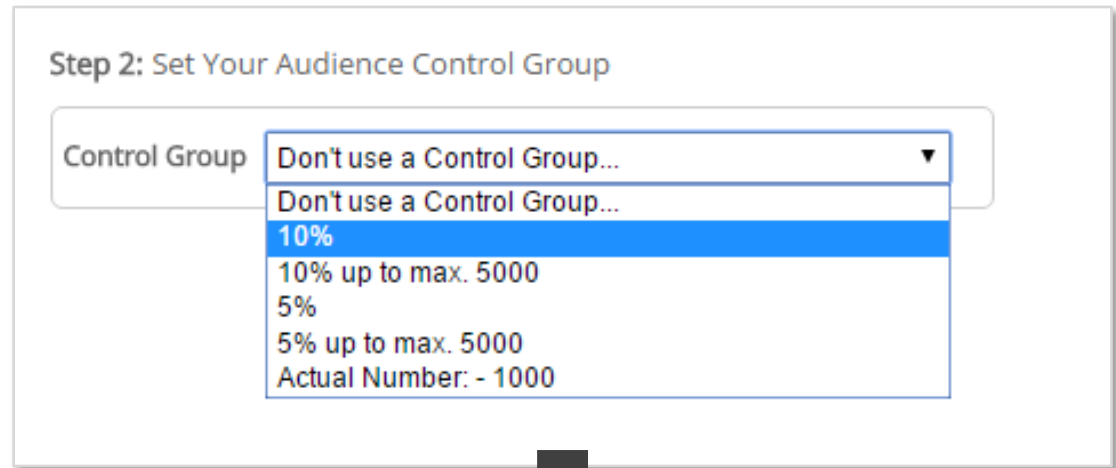 Step 2: Set Your Audience Control Group
Control Group Don't use a Control Group...
Don't use a Control Group...
10%
10% up to max. 5000
5%
5% up to max. 5000
Actual Number: - 1000